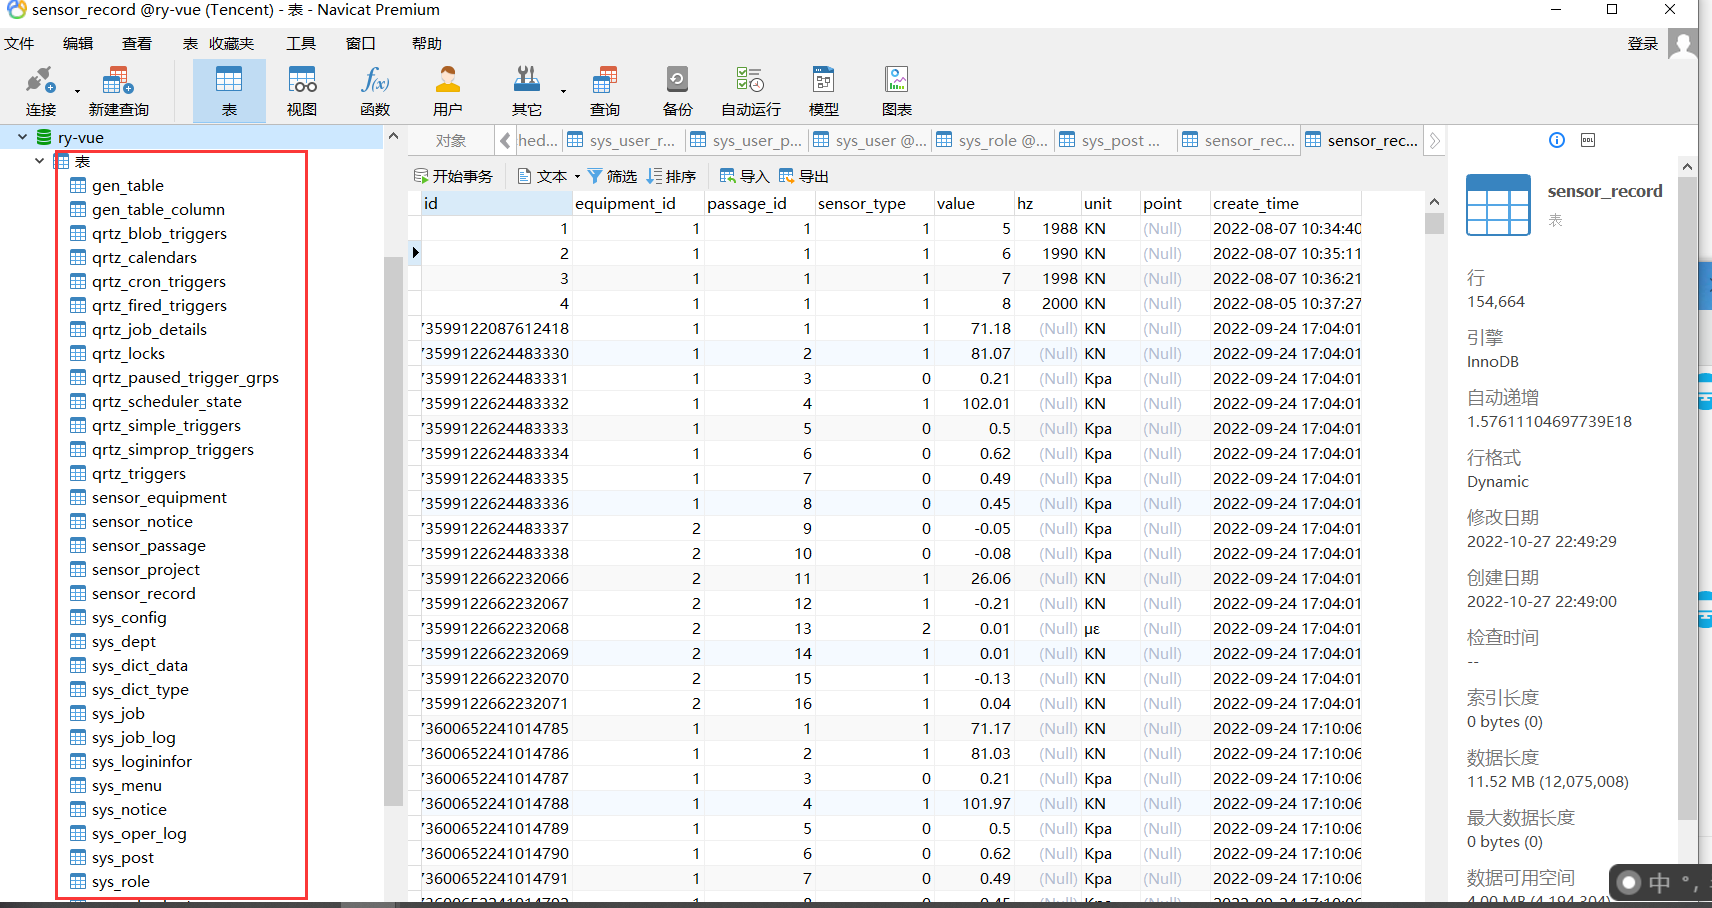 sensor_record @ry-vue (Tencent) - 表 - Navicat Premium
文件 编辑 查看 表 收藏夹 工具 窗口 帮助 登录
连接 新建查询 表 视图 函数 用户 其它 查询 备份 自动运行 模型 图表
ry-vue
表
gen_table
gen_table_column
qrtz_blob_triggers
qrtz_calendars
qrtz_cron_triggers
qrtz_fired_triggers
qrtz_job_details
qrtz_locks
qrtz_paused_trigger_grps
qrtz_scheduler_state
qrtz_simple_triggers
qrtz_simprop_triggers
qrtz_triggers
sensor_equipment
sensor_notice
sensor_passage
sensor_project
sensor_record
sys_config
sys_dept
sys_dict_data
sys_dict_type
sys_job
sys_job_log
sys_logininfor
sys_menu
sys_notice
sys_oper_log
sys_post
sys_role
对象 hed... sys_user_r... sys_user_p... sys_user @... sys_role @... sys_post ... sensor_rec... sensor_rec...
开始事务 文本 筛选 排序 导入 导出
id equipment_id passage_id sensor_type value hz unit point create_time
1 1 1 1 5 1988 KN (Null) 2022-08-07 10:34:40
2 1 1 1 6 1990 KN (Null) 2022-08-07 10:35:11
3 1 1 1 7 1998 KN (Null) 2022-08-07 10:36:21
4 1 1 1 8 2000 KN (Null) 2022-08-05 10:37:27
73599122087612418 1 1 1 71.18 (Null) KN (Null) 2022-09-24 17:04:01
73599122624483330 1 2 1 81.07 (Null) KN (Null) 2022-09-24 17:04:01
73599122624483331 1 3 0 0.21 (Null) Kpa (Null) 2022-09-24 17:04:01
73599122624483332 1 4 1 102.01 (Null) KN (Null) 2022-09-24 17:04:01
73599122624483333 1 5 0 0.5 (Null) Kpa (Null) 2022-09-24 17:04:01
73599122624483334 1 6 0 0.62 (Null) Kpa (Null) 2022-09-24 17:04:01
73599122624483335 1 7 0 0.49 (Null) Kpa (Null) 2022-09-24 17:04:01
73599122624483336 1 8 0 0.45 (Null) Kpa (Null) 2022-09-24 17:04:01
73599122624483337 2 9 0 -0.05 (Null) Kpa (Null) 2022-09-24 17:04:01
73599122624483338 2 10 0 -0.08 (Null) Kpa (Null) 2022-09-24 17:04:01
73599122662232066 2 11 1 26.06 (Null) KN (Null) 2022-09-24 17:04:01
73599122662232067 2 12 1 -0.21 (Null) KN (Null) 2022-09-24 17:04:01
73599122662232068 2 13 2 0.01 (Null) με (Null) 2022-09-24 17:04:01
73599122662232069 2 14 1 0.01 (Null) KN (Null) 2022-09-24 17:04:01
73599122662232070 2 15 1 -0.13 (Null) KN (Null) 2022-09-24 17:04:01
73599122662232071 2 16 1 0.04 (Null) KN (Null) 2022-09-24 17:04:01
73600652241014785 1 1 1 71.17 (Null) KN (Null) 2022-09-24 17:10:06
73600652241014786 1 2 1 81.03 (Null) KN (Null) 2022-09-24 17:10:06
73600652241014787 1 3 0 0.21 (Null) Kpa (Null) 2022-09-24 17:10:06
73600652241014788 1 4 1 101.97 (Null) KN (Null) 2022-09-24 17:10:06
73600652241014789 1 5 0 0.5 (Null) Kpa (Null) 2022-09-24 17:10:06
73600652241014790 1 6 0 0.62 (Null) Kpa (Null) 2022-09-24 17:10:06
73600652241014791 1 7 0 0.49 (Null) Kpa (Null) 2022-09-24 17:10:06
DDL
sensor_record
表
行
154,664
引擎
InnoDB
自动递增
1.57611104697739E18
行格式
Dynamic
修改日期
2022-10-27 22:49:29
创建日期
2022-10-27 22:49:00
检查时间
--
索引长度
0 bytes (0)
数据长度
11.52 MB (12,075,008)
最大数据长度
0 bytes (0)
数据可用空间
4.00 MB (4,194,304)
中 °,